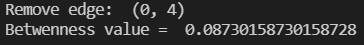 Remove edge:  (0, 4)
Betwenness value =  0.08730158730158728